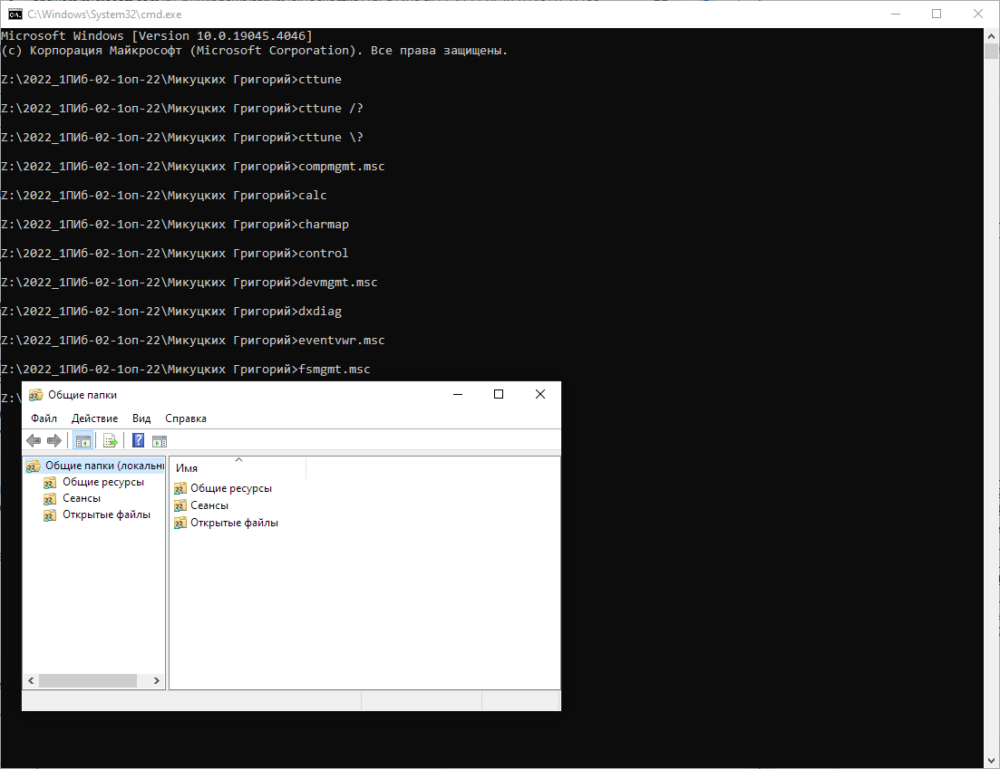 C:\Windows\System32\cmd.exe
Microsoft Windows [Version 10.0.19045.4046]
(c) Корпорация Майкрософт (Microsoft Corporation). Все права защищены.
Z:\2022_1ПИб-02-1оп-22\Микуцких Григорий>cttune
Z:\2022_1ПИб-02-1оп-22\Микуцких Григорий>cttune /?
Z:\2022_1ПИб-02-1оп-22\Микуцких Григорий>cttune \?
Z:\2022_1ПИб-02-1оп-22\Микуцких Григорий>compmgmt.msc
Z:\2022_1ПИб-02-1оп-22\Микуцких Григорий>calc
Z:\2022_1ПИб-02-1оп-22\Микуцких Григорий>charmap
Z:\2022_1ПИб-02-1оп-22\Микуцких Григорий>control
Z:\2022_1ПИб-02-1оп-22\Микуцких Григорий>devmgmt.msc
Z:\2022_1ПИб-02-1оп-22\Микуцких Григорий>dxdiag
Z:\2022_1ПИб-02-1оп-22\Микуцких Григорий>eventvwr.msc
Z:\2022_1ПИб-02-1оп-22\Микуцких Григорий>fsmgmt.msc
Z:\
Общие папки
Файл Действие Вид Справка
Общие папки (локальн
Общие ресурсы
Сеансы
Открытые файлы
Имя
Общие ресурсы
Сеансы
Открытые файлы